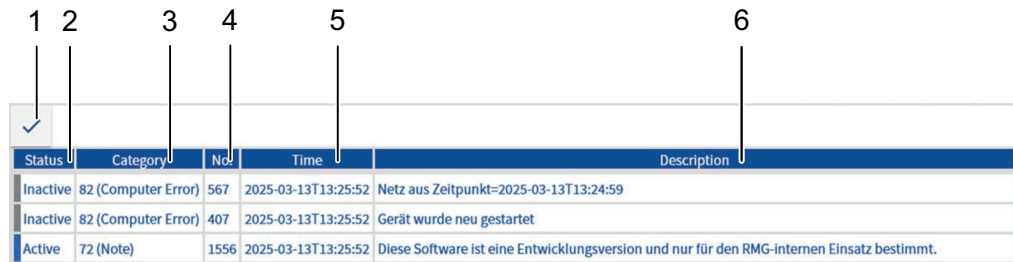 1 2 3 4 5 6
Status Category No. Time Description
Inactive 82 (Computer Error) 567 2025-03-13T13:25:52 Netz aus Zeitpunkt=2025-03-13T13:24:59
Inactive 82 (Computer Error) 407 2025-03-13T13:25:52 Gerät wurde neu gestartet
Active 72 (Note) 1556 2025-03-13T13:25:52 Diese Software ist eine Entwicklungsversion und nur für den RMG-internen Einsatz bestimmt.